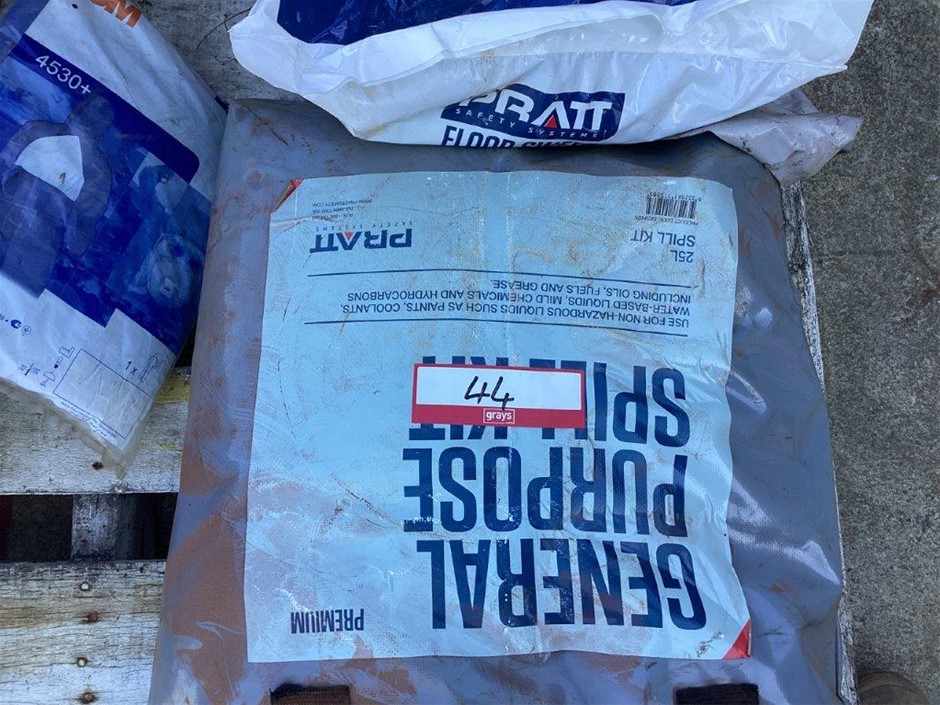 3M
4530+
PRATT
SAFETY SYSTEMS
PREMIUM
GENERAL
PURPOSE
SPILL KIT
44
grays
USE FOR NON-HAZARDOUS LIQUIDS SUCH AS PAINTS, COOLANTS,
WATER-BASED LIQUIDS, MILD CHEMICALS AND HYDROCARBONS
INCLUDING OILS, FUELS AND GREASE.
25L
SPILL KIT
PRATT
SAFETY SYSTEMS